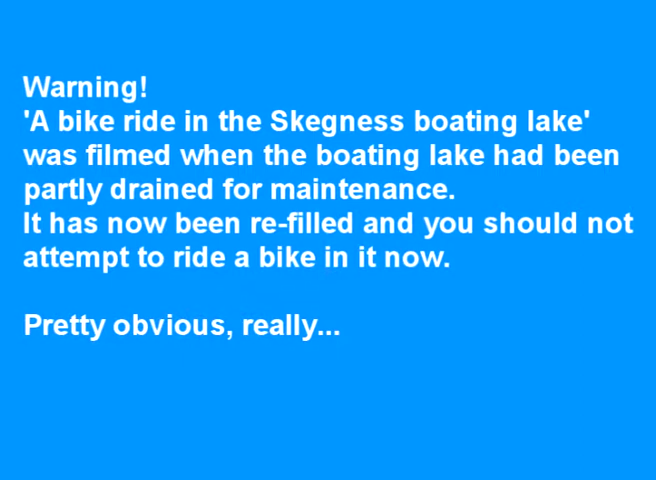 Warning!
'A bike ride in the Skegness boating lake'
was filmed when the boating lake had been
partly drained for maintenance.
It has now been re-filled and you should not
attempt to ride a bike in it now.
Pretty obvious, really...